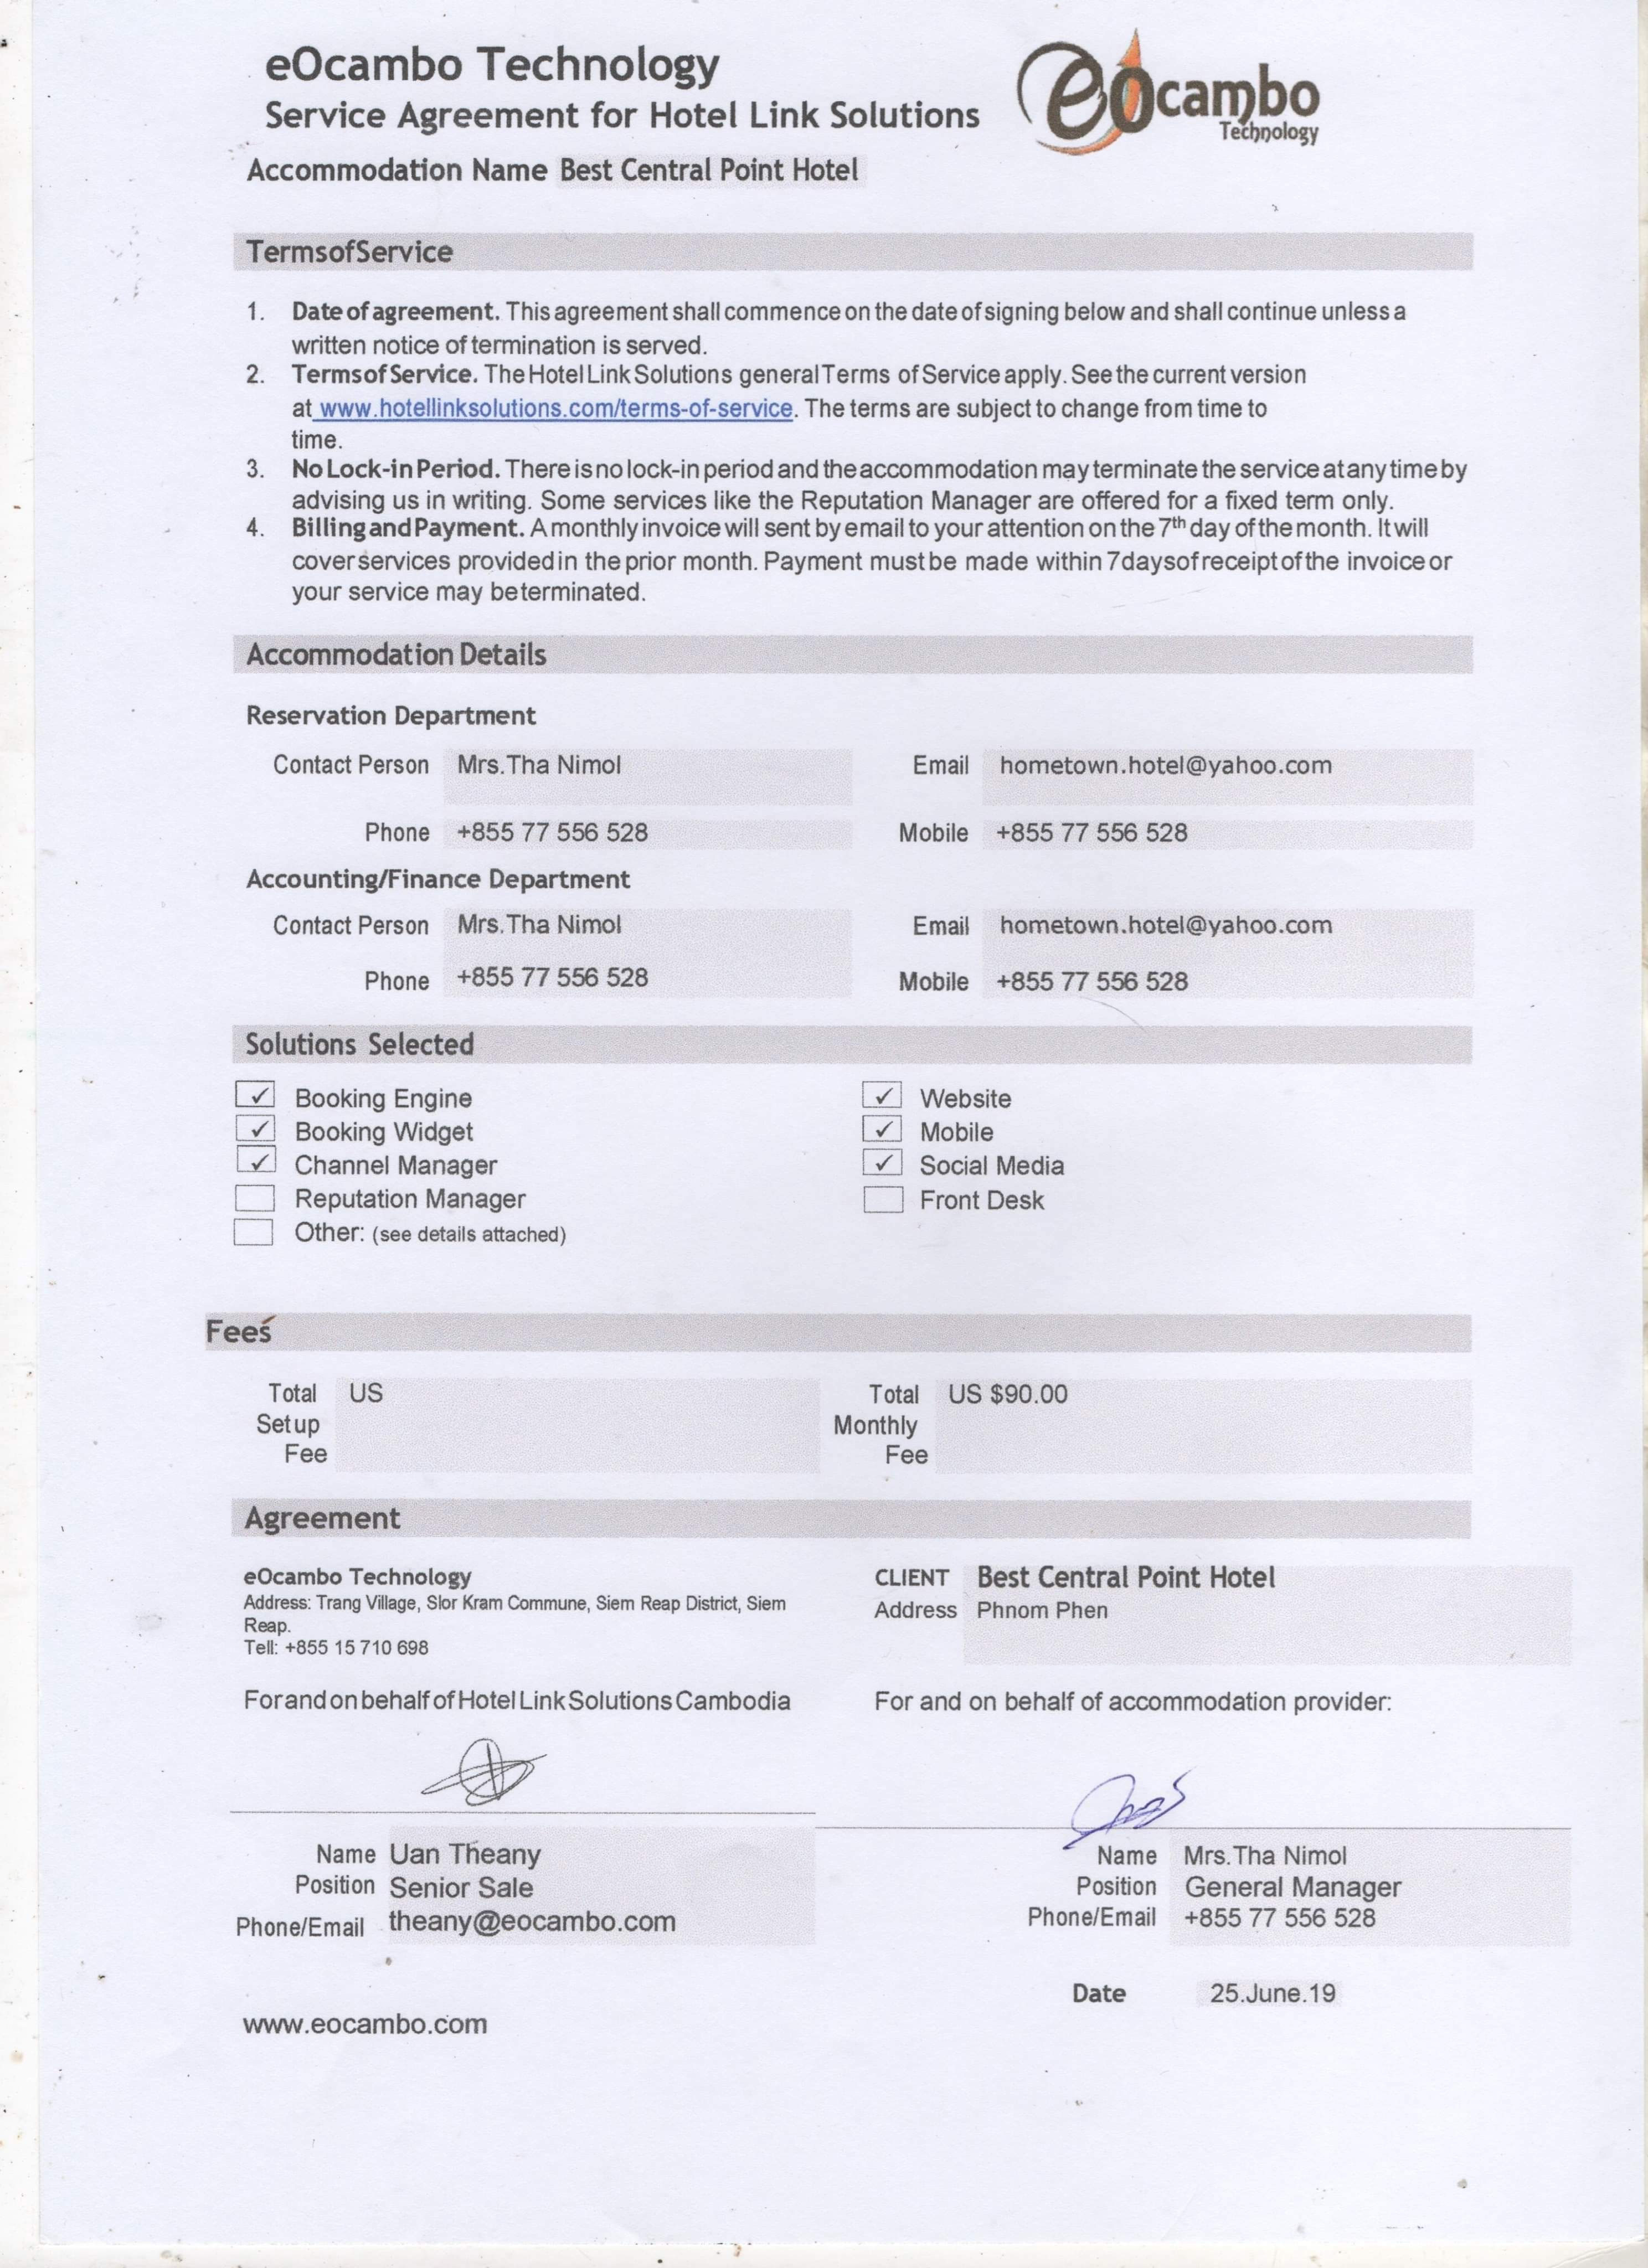 eOcambo Technology
Service Agreement for Hotel Link Solutions
eOcambo
Technology
Accommodation Name Best Central Point Hotel
TermsofService
1. Date of agreement. This agreement shall commence on the date of signing below and shall continue unless a
written notice of termination is served.
2. Terms of Service. The Hotel Link Solutions general Terms of Service apply. See the current version
at www.hotellinksolutions.com/terms-of-service. The terms are subject to change from time to
time.
3. No Lock-in Period. There is no lock-in period and the accommodation may terminate the service at any time by
advising us in writing. Some services like the Reputation Manager are offered for a fixed term only.
4. Billing and Payment. A monthly invoice will sent by email to your attention on the 7th day of the month. It will
cover services provided in the prior month. Payment must be made within 7 days of receipt of the invoice or
your service may be terminated.
Accommodation Details
Reservation Department
Contact Person Mrs.Tha Nimol Email hometown.hotel@yahoo.com
Phone +855 77 556 528 Mobile +855 77 556 528
Accounting/Finance Department
Contact Person Mrs.Tha Nimol Email hometown.hotel@yahoo.com
Phone +855 77 556 528 Mobile +855 77 556 528
Solutions Selected
✓ Booking Engine ✓ Website
✓ Booking Widget ✓ Mobile
✓ Channel Manager ✓ Social Media
Reputation Manager Front Desk
Other: (see details attached)
Fees
Total US Total US $90.00
Setup Monthly
Fee Fee
Agreement
eOcambo Technology
Address: Trang Village, Slor Kram Commune, Siem Reap District, Siem
Reap.
Tell: +855 15 710 698
CLIENT Best Central Point Hotel
Address Phnom Phen
For and on behalf of Hotel Link Solutions Cambodia
For and on behalf of accommodation provider:
Name Uan Theany
Position Senior Sale
Phone/Email theany@eocambo.com
Name Mrs.Tha Nimol
Position General Manager
Phone/Email +855 77 556 528
Date 25.June.19
www.eocambo.com